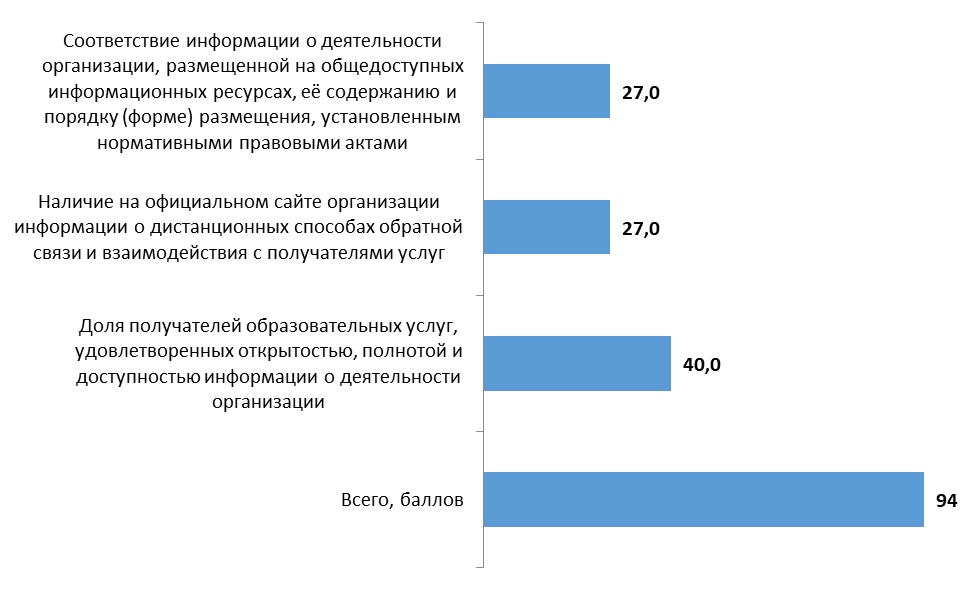 Соответствие информации о деятельности
организации, размещенной на общедоступных
информационных ресурсах, её содержанию и
порядку (форме) размещения, установленным
нормативными правовыми актами
27,0
Наличие на официальном сайте организации
информации о дистанционных способах обратной
связи и взаимодействия с получателями услуг
27,0
Доля получателей образовательных услуг,
удовлетворенных открытостью, полнотой и
доступностью информации о деятельности
организации
40,0
Всего, баллов
94